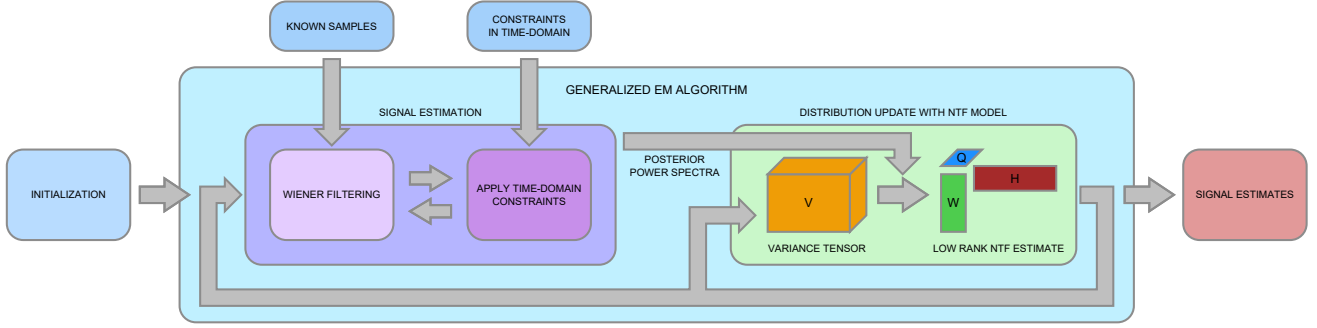 KNOWN SAMPLES
CONSTRAINTS
IN TIME-DOMAIN
GENERALIZED EM ALGORITHM
SIGNAL ESTIMATION
DISTRIBUTION UPDATE WITH NTF MODEL
INITIALIZATION
WIENER FILTERING
APPLY TIME-DOMAIN
CONSTRAINTS
POSTERIOR
POWER SPECTRA
V
Q
H
W
VARIANCE TENSOR
LOW RANK NTF ESTIMATE
SIGNAL ESTIMATES